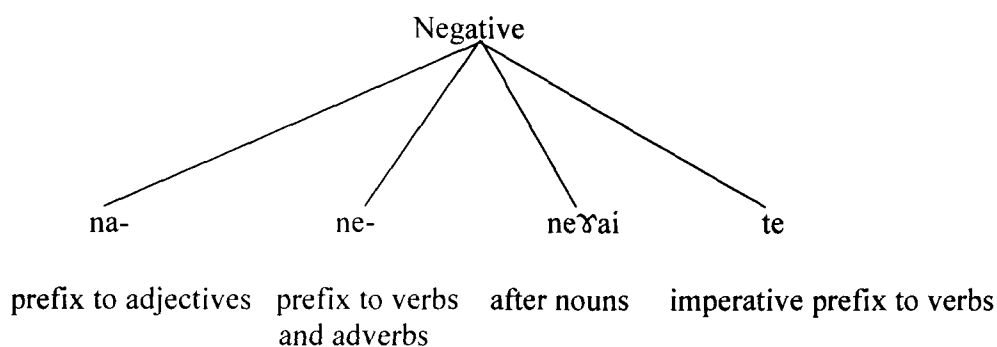 Negative
na- ne- neɤai te
prefix to adjectives prefix to verbs after nouns imperative prefix to verbs
and adverbs